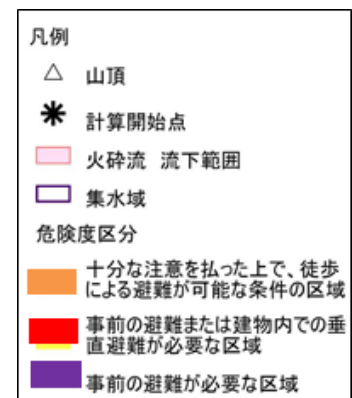 凡例
山頂
計算開始点
火砕流 流下範囲
集水域
危険度区分
十分な注意を払った上で、徒歩
による避難が可能な条件の区域
事前の避難または建物内での垂
直避難が必要な区域
事前の避難が必要な区域